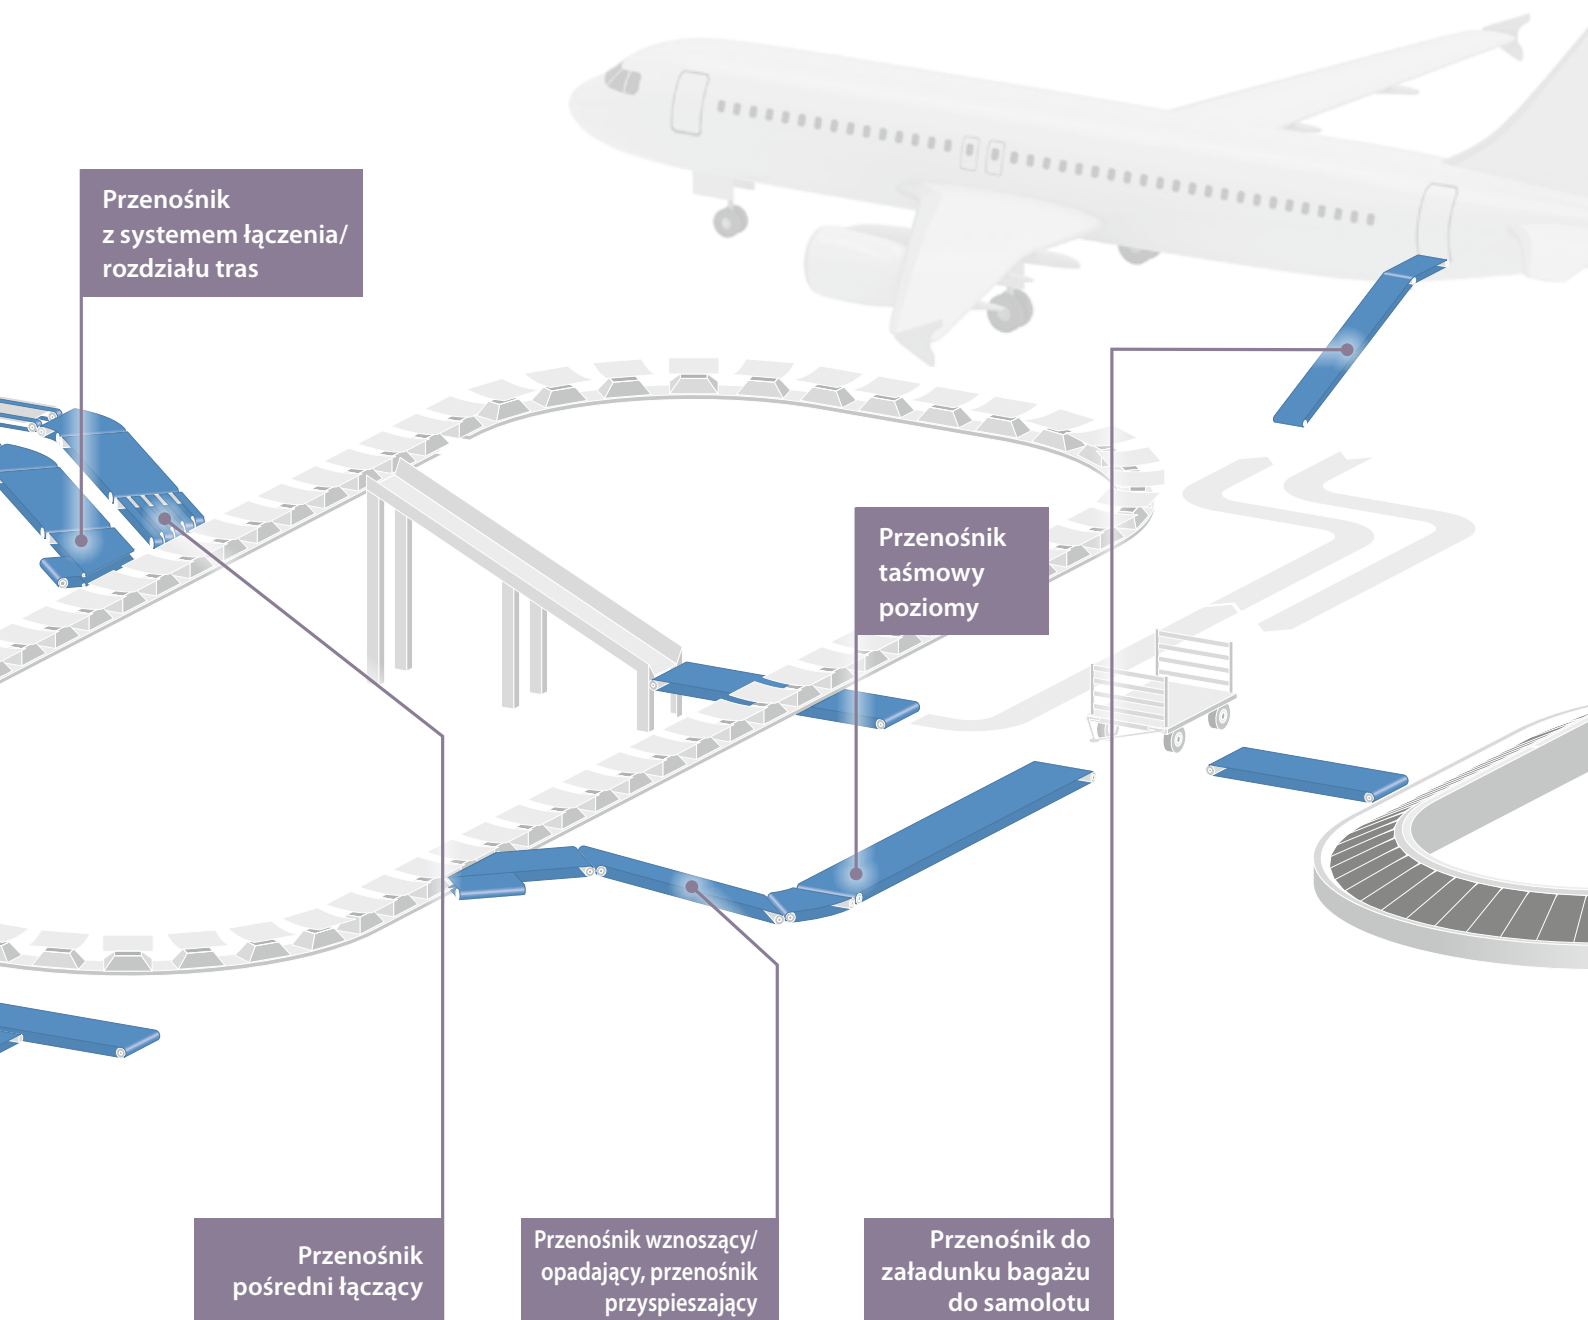 Przenośnik
z systemem łączenia/
rozdziału tras
Przenośnik
taśmowy
poziomy
Przenośnik
pośredni łączący
Przenośnik wznoszący/
opadający, przenośnik
przyspieszający
Przenośnik do
załadunku bagażu
do samolotu